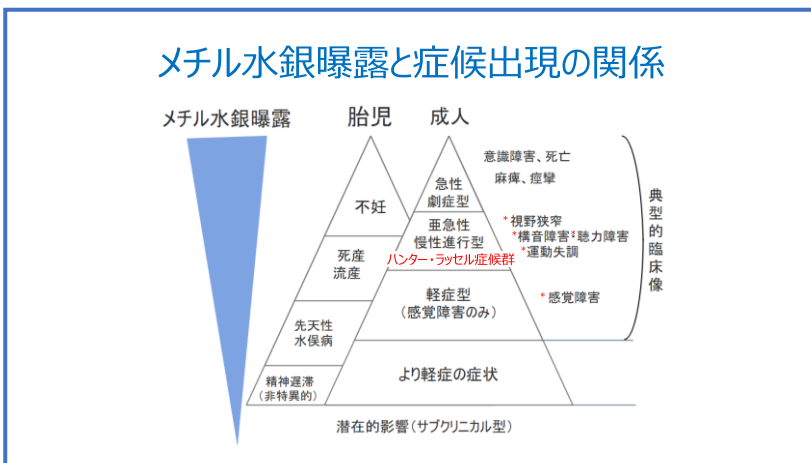 メチル水銀曝露と症候出現の関係
メチル水銀曝露
胎児
成人
不妊
死産
流産
先天性
水俣病
精神遅滞
(非特異的)
急性
劇症型
亜急性
慢性進行型
ハンター・ラッセル症候群
軽症型
(感覚障害のみ)
より軽症の症状
意識障害、死亡
麻痺、痙攣
*視野狭窄
*構音障害*聴力障害
*運動失調
*感覚障害
典型的臨床像
潜在的影響(サブクリニカル型)